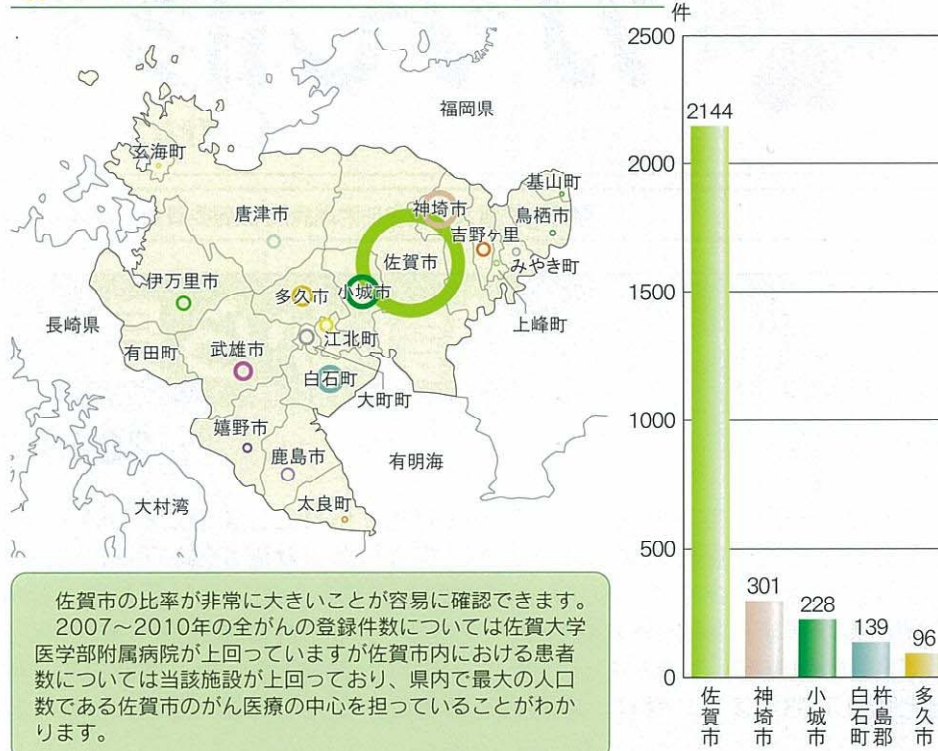 福岡県
玄海町
基山町
神埼市
唐津市
鳥栖市
吉野ヶ里
佐賀市
みやき町
伊万里市
多久市
小城市
長崎県
上峰町
江北町
有田町
武雄市
白石町
大町町
嬉野市
鹿島市
有明海
太良町
大村湾
佐賀市の比率が非常に大きいことが容易に確認できます。
2007〜2010年の全がんの登録件数については佐賀大学
医学部附属病院が上回っていますが佐賀市内における患者
数については当該施設が上回っており、県内で最大の人口
数である佐賀市のがん医療の中心を担っていることがわか
ります。
件
2500
2000
1500
1000
500
0
2144
301
228
139
96
佐賀市
神埼市
小城市
杵島郡
白石町
多久市